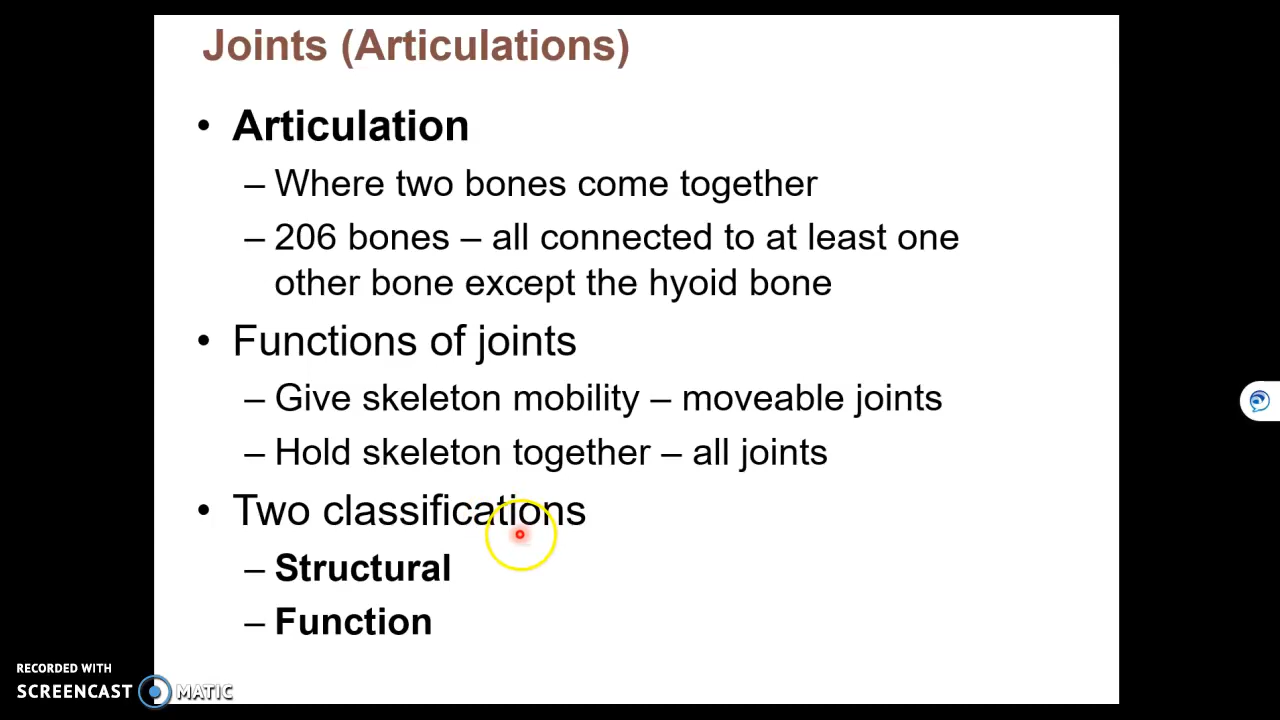 Joints (Articulations)
• Articulation
– Where two bones come together
– 206 bones – all connected to at least one
other bone except the hyoid bone
• Functions of joints
– Give skeleton mobility – moveable joints
– Hold skeleton together – all joints
• Two classifications
– Structural
– Function
RECORDED WITH
SCREENCAST MATIC